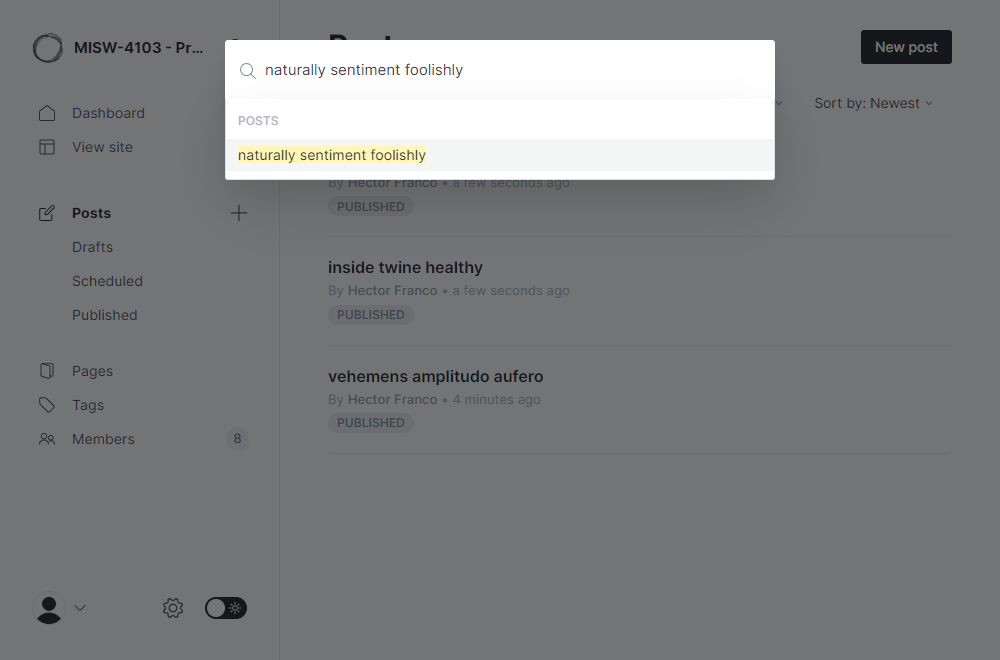 MISW-4103 - Pr...
New post
naturally sentiment foolishly
Dashboard
Sort by: Newest
POSTS
View site
naturally sentiment foolishly
By Hector Franco • a few seconds ago
PUBLISHED
Posts
Drafts
inside twine healthy
Scheduled
By Hector Franco • a few seconds ago
Published
PUBLISHED
Pages
vehemens amplitudo aufero
Tags
By Hector Franco • 4 minutes ago
PUBLISHED
Members
8